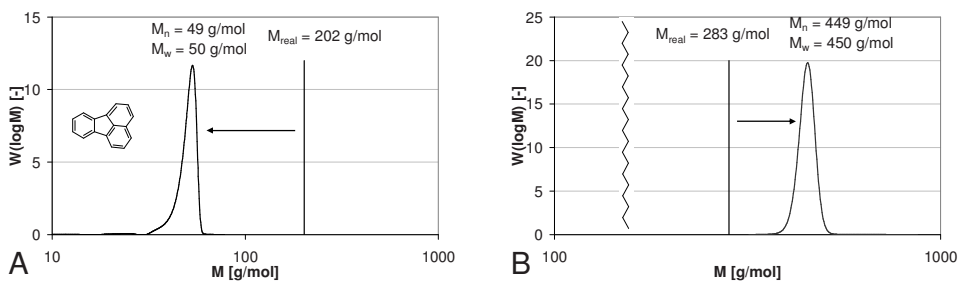 15
10
5
0
W(logM) [-]
Mn = 49 g/mol
Mw = 50 g/mol
Mreal = 202 g/mol
10
100
1000
M [g/mol]
A
25
20
15
10
5
0
W(logM) [-]
Mreal = 283 g/mol
Mn = 449 g/mol
Mw = 450 g/mol
100
1000
M [g/mol]
B